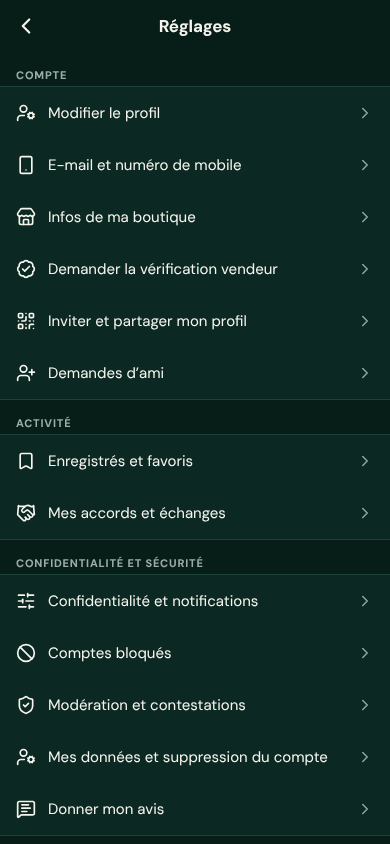 Réglages
COMPTE
Modifier le profil
E-mail et numéro de mobile
Infos de ma boutique
Demander la vérification vendeur
Inviter et partager mon profil
Demandes d’ami
ACTIVITÉ
Enregistrés et favoris
Mes accords et échanges
CONFIDENTIALITÉ ET SÉCURITÉ
Confidentialité et notifications
Comptes bloqués
Modération et contestations
Mes données et suppression du compte
Donner mon avis